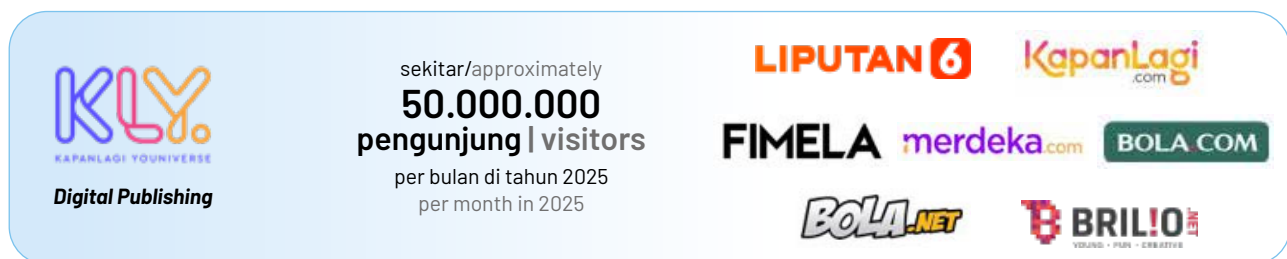 KLY.
KAPANLAGI YOUNIVERSE
Digital Publishing
sekitar/approximately
50.000.000
pengunjung | visitors
per bulan di tahun 2025
per month in 2025
LIPUTAN 6
KapanLagi
.com
FIMELA
merdeka.com
BOLA.COM
BOLA.NET
BRIL!O.NET
YOUNG • FUN • CREATIVE